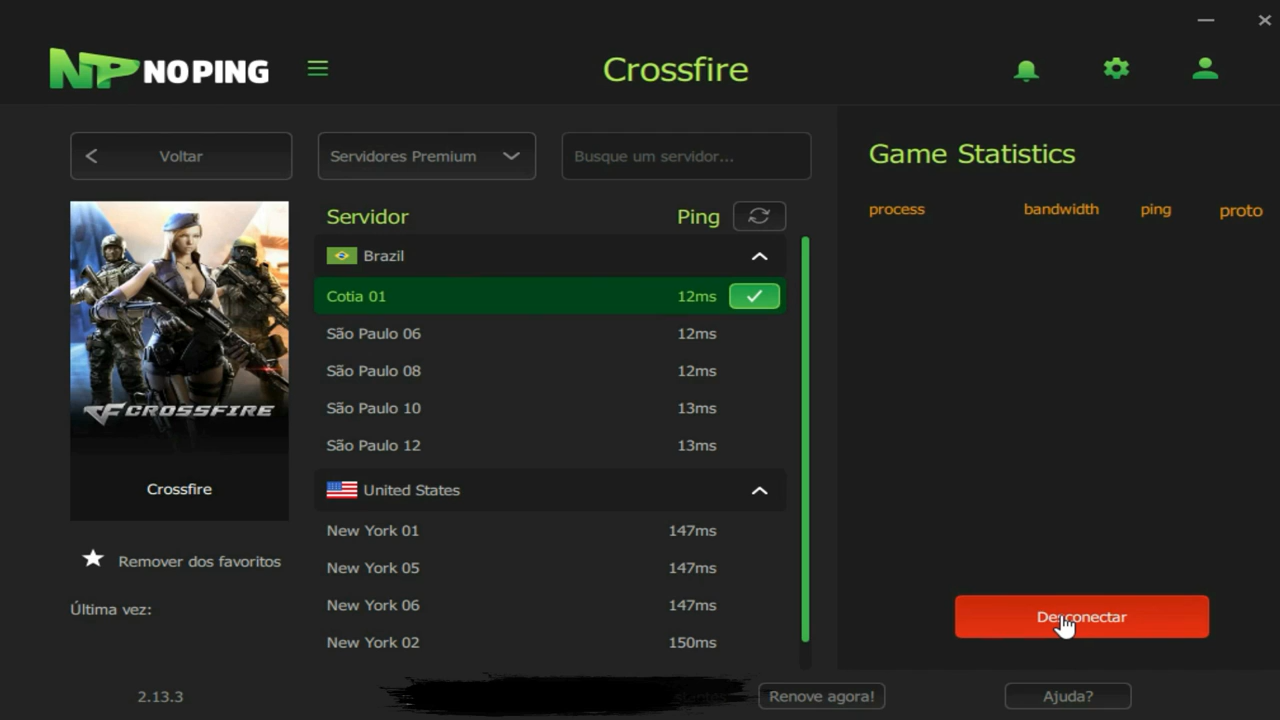 NP NOPING
Crossfire
Voltar
Servidores Premium
Busque um servidor...
Servidor Ping
Brazil
Cotia 01 12ms
São Paulo 06 12ms
São Paulo 08 12ms
São Paulo 10 13ms
São Paulo 12 13ms
United States
New York 01 147ms
New York 05 147ms
New York 06 147ms
New York 02 150ms
CROSSFIRE
Crossfire
Remover dos favoritos
Última vez:
Game Statistics
process bandwidth ping proto
Desconectar
2.13.3
Renove agora!
Ajuda?